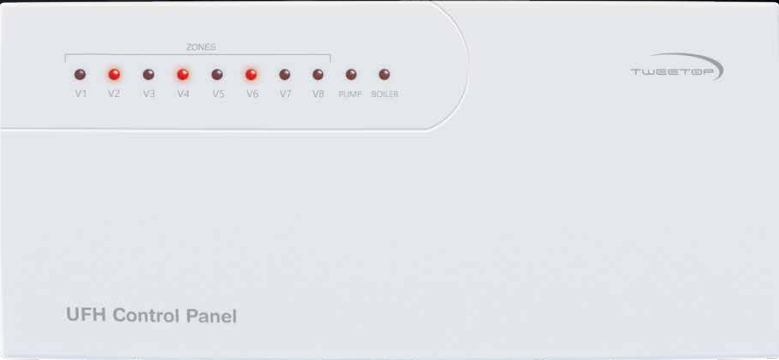 ZONES
V1 V2 V3 V4 V5 V6 V7 V8 PUMP BOILER
TWEETOP
UFH Control Panel